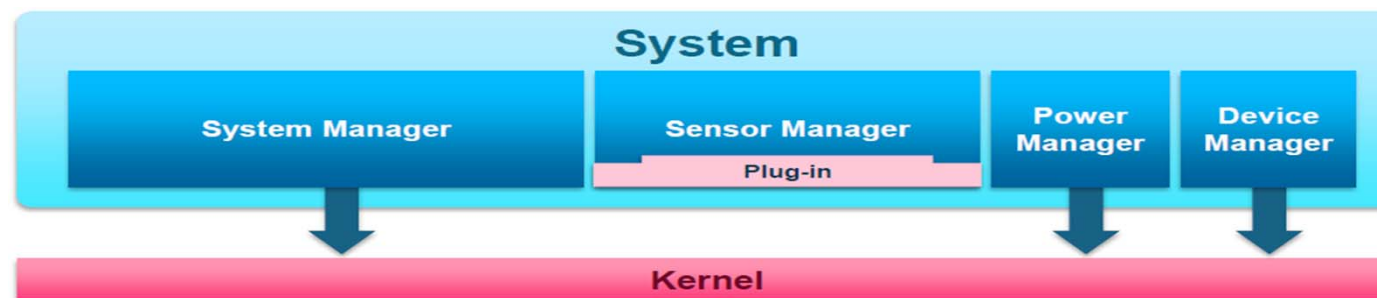 System
System Manager
Sensor Manager
Plug-in
Power
Manager
Device
Manager
Kernel